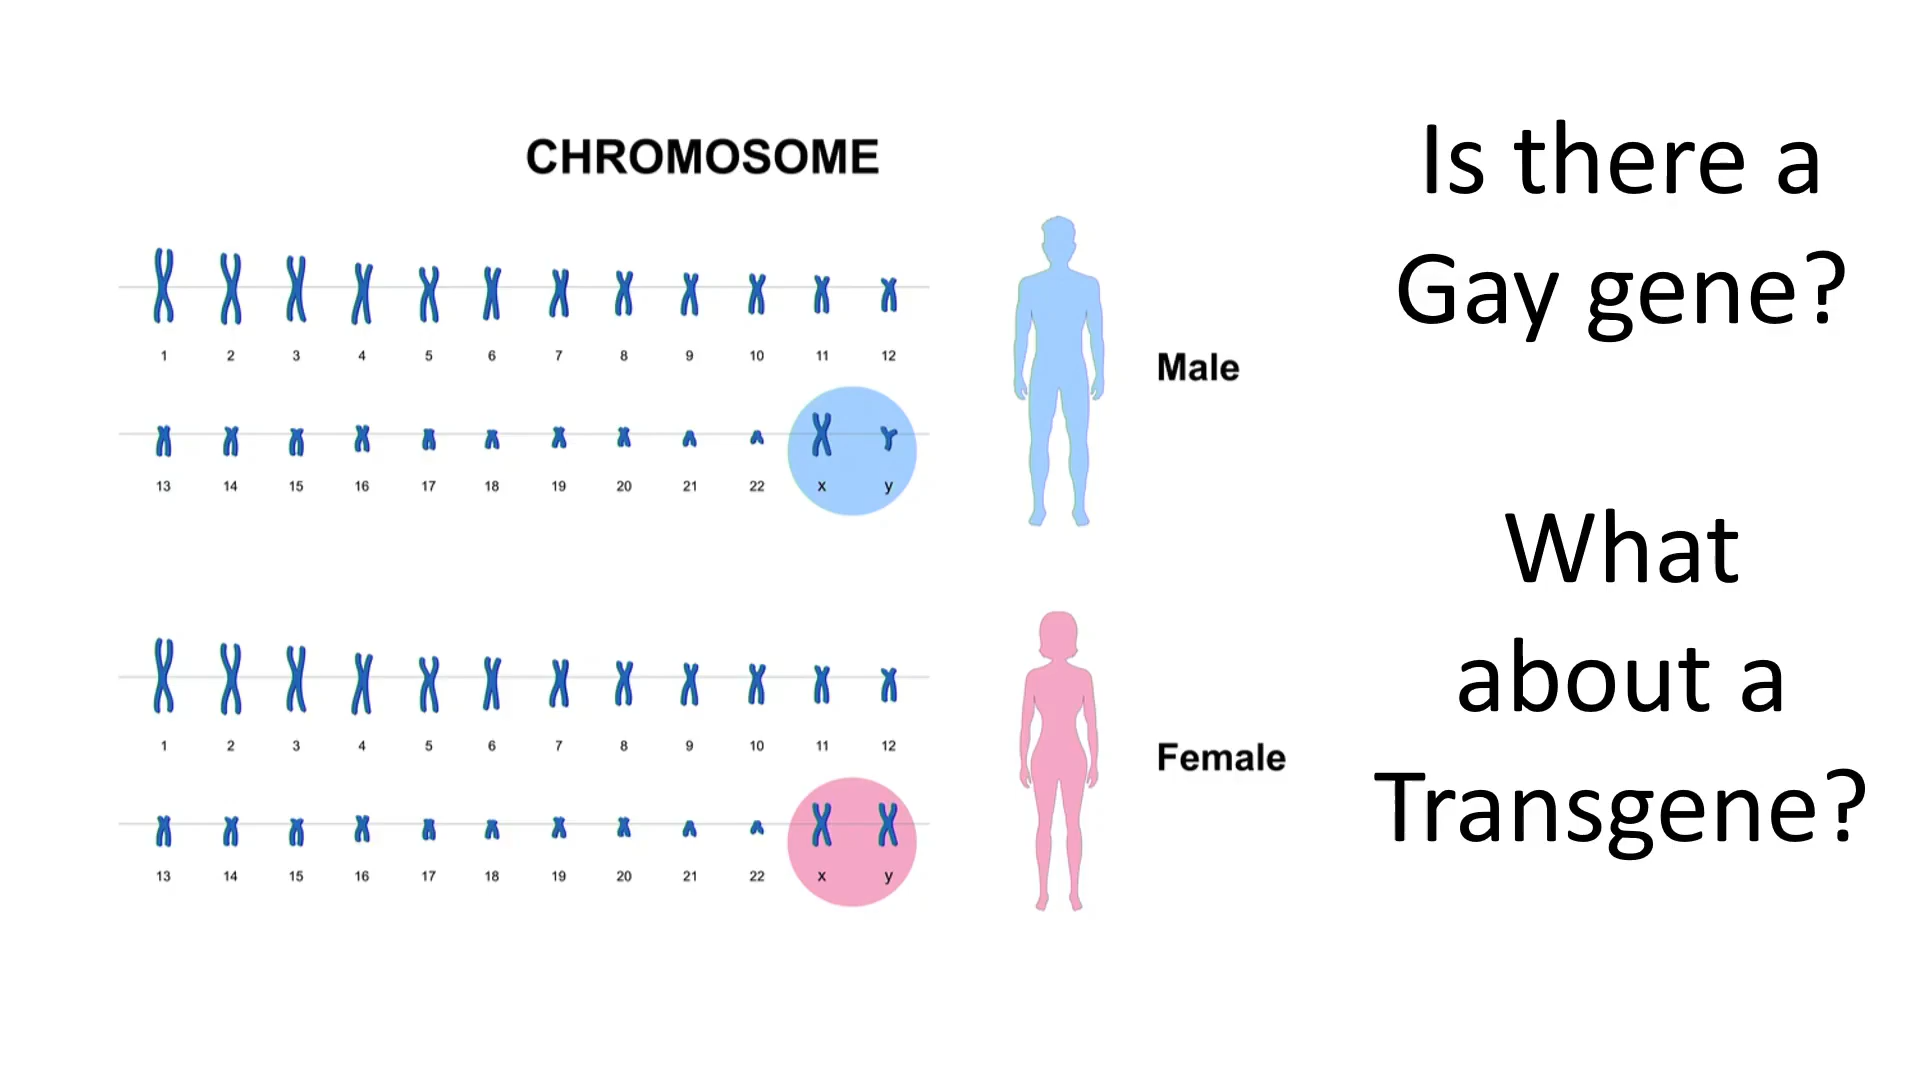 CHROMOSOME
1 2 3 4 5 6 7 8 9 10 11 12
13 14 15 16 17 18 19 20 21 22 x y
Male
1 2 3 4 5 6 7 8 9 10 11 12
13 14 15 16 17 18 19 20 21 22 x y
Female
Is there a
Gay gene?
What
about a
Transgene?